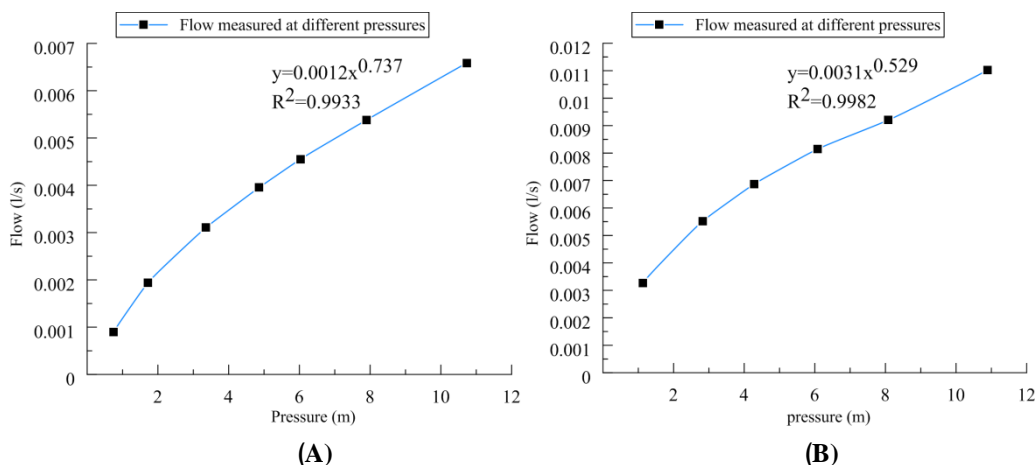 Flow measured at different pressures
y=0.0012x^0.737
R^2=0.9933
0.007
0.006
0.005
0.004
0.003
0.002
0.001
0
Flow (l/s)
2 4 6 8 10 12
Pressure (m)
(A)
Flow measured at different pressures
y=0.0031x^0.529
R^2=0.9982
0.012
0.011
0.01
0.009
0.008
0.007
0.006
0.005
0.004
0.003
0.002
0.001
0
Flow (l/s)
2 4 6 8 10 12
pressure (m)
(B)